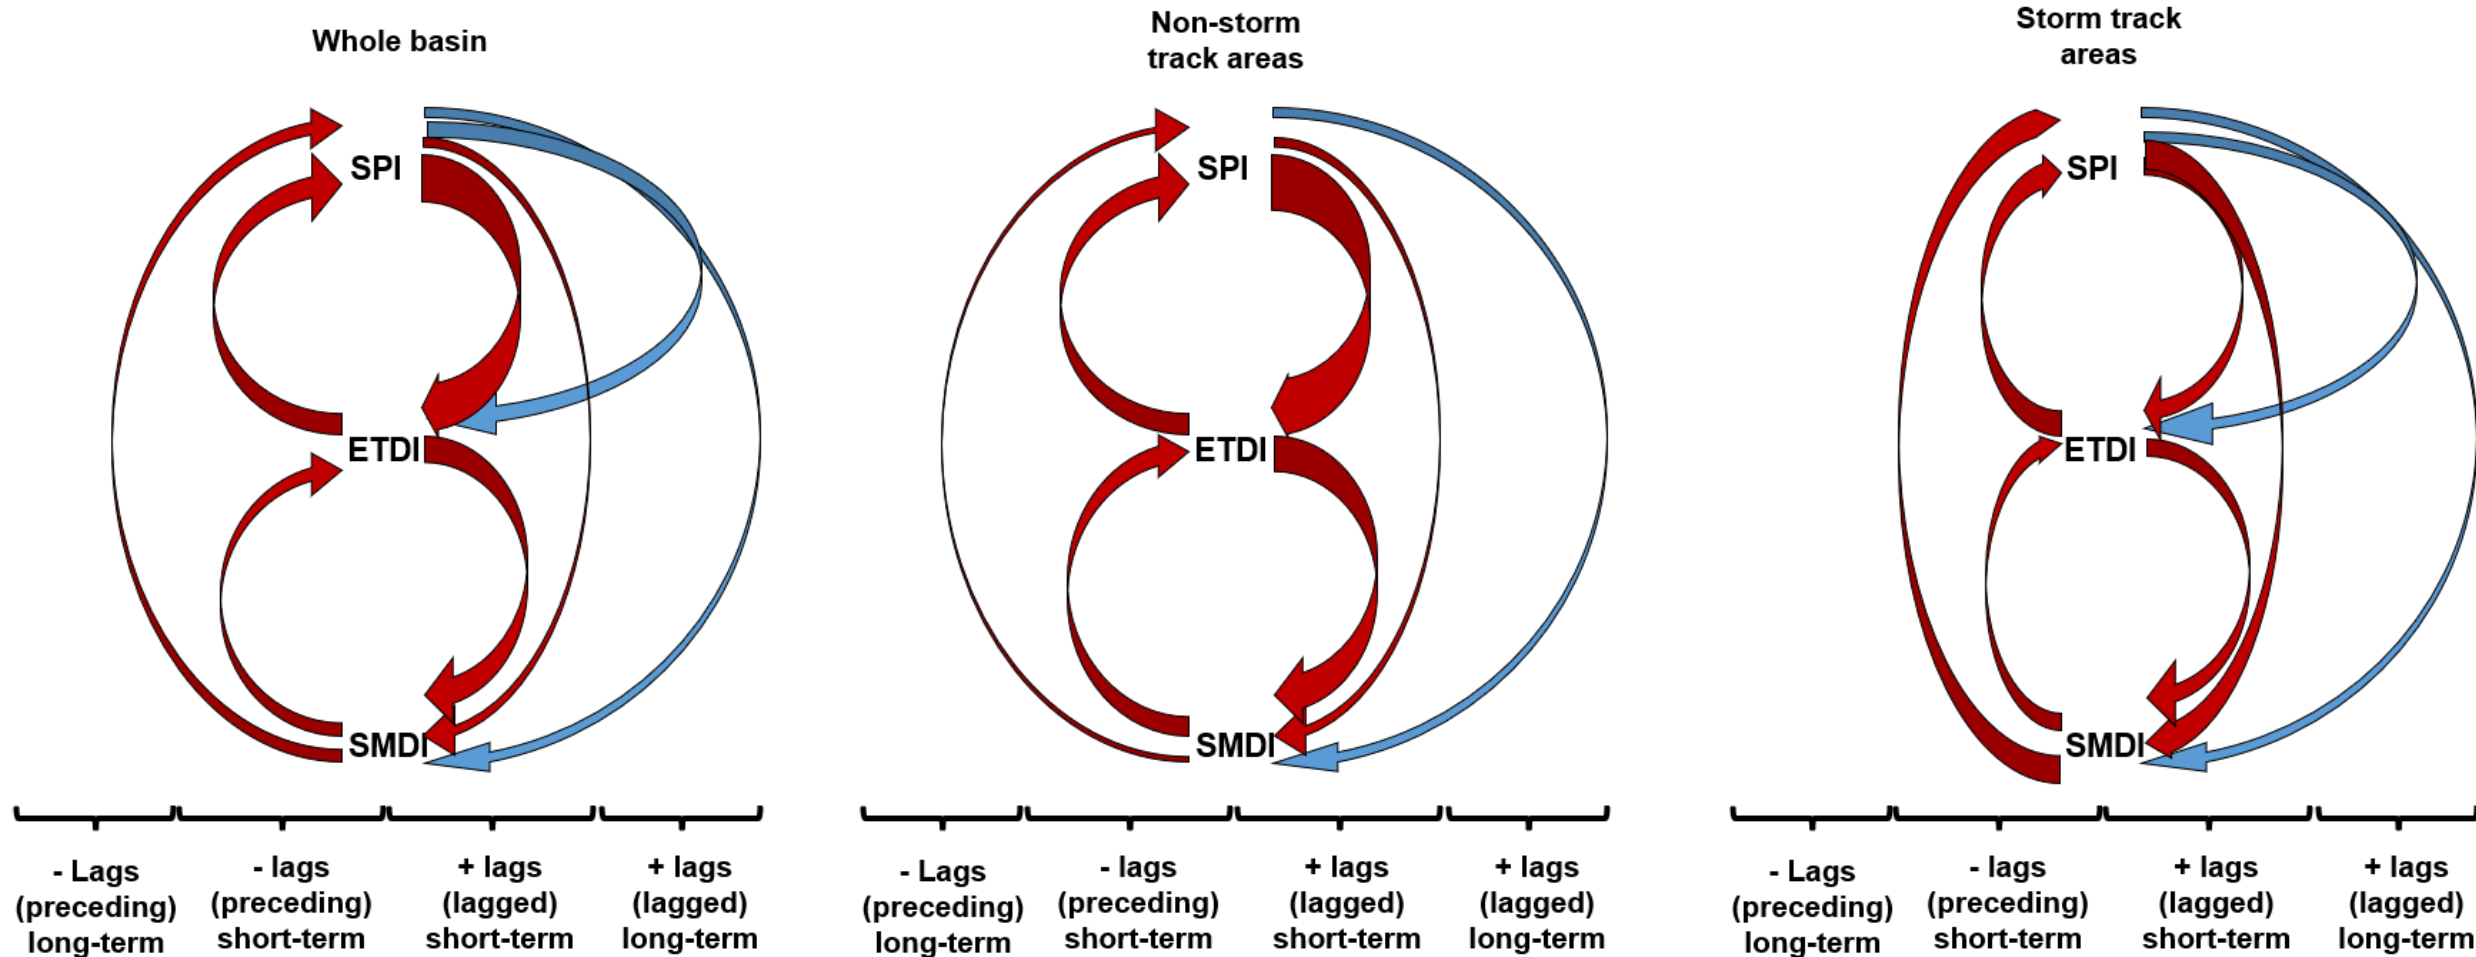 Whole basin
SPI
ETDI
SMDI
- Lags
(preceding)
long-term
- lags
(preceding)
short-term
+ lags
(lagged)
short-term
+ lags
(lagged)
long-term
Non-storm
track areas
SPI
ETDI
SMDI
- Lags
(preceding)
long-term
- lags
(preceding)
short-term
+ lags
(lagged)
short-term
+ lags
(lagged)
long-term
Storm track
areas
SPI
ETDI
SMDI
- Lags
(preceding)
long-term
- lags
(preceding)
short-term
+ lags
(lagged)
short-term
+ lags
(lagged)
long-term